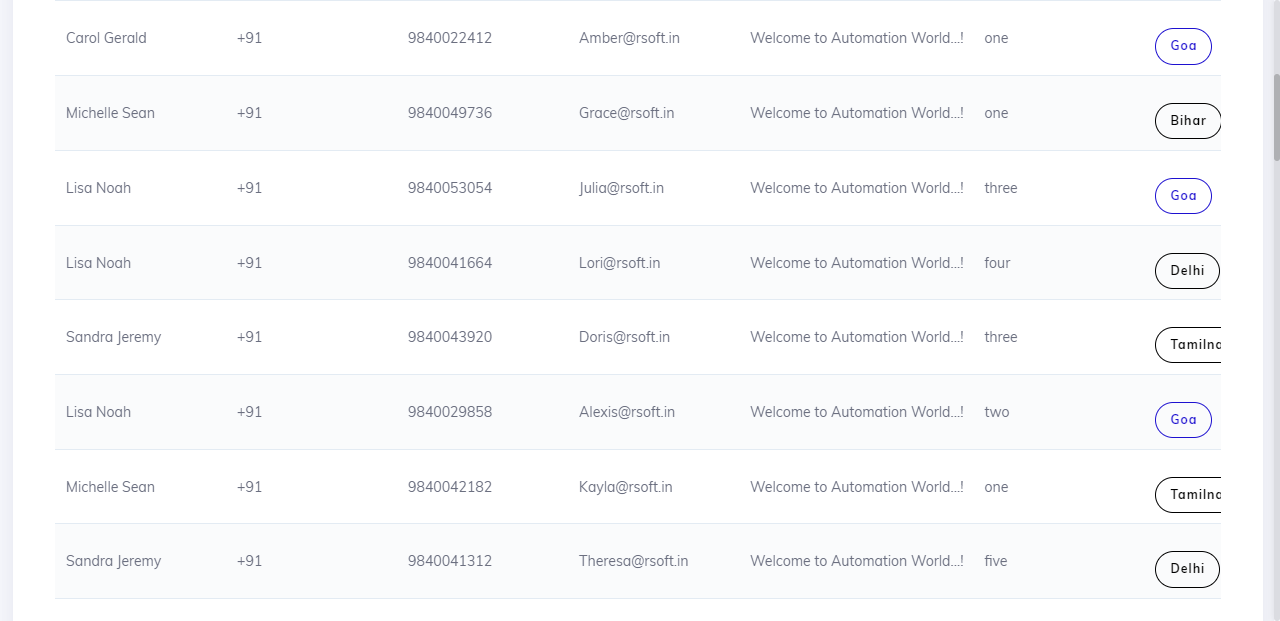 Carol Gerald +91 9840022412 Amber@rsoft.in Welcome to Automation World...! one Goa
Michelle Sean +91 9840049736 Grace@rsoft.in Welcome to Automation World...! one Bihar
Lisa Noah +91 9840053054 Julia@rsoft.in Welcome to Automation World...! three Goa
Lisa Noah +91 9840041664 Lori@rsoft.in Welcome to Automation World...! four Delhi
Sandra Jeremy +91 9840043920 Doris@rsoft.in Welcome to Automation World...! three Tamilna
Lisa Noah +91 9840029858 Alexis@rsoft.in Welcome to Automation World...! two Goa
Michelle Sean +91 9840042182 Kayla@rsoft.in Welcome to Automation World...! one Tamilna
Sandra Jeremy +91 9840041312 Theresa@rsoft.in Welcome to Automation World...! five Delhi